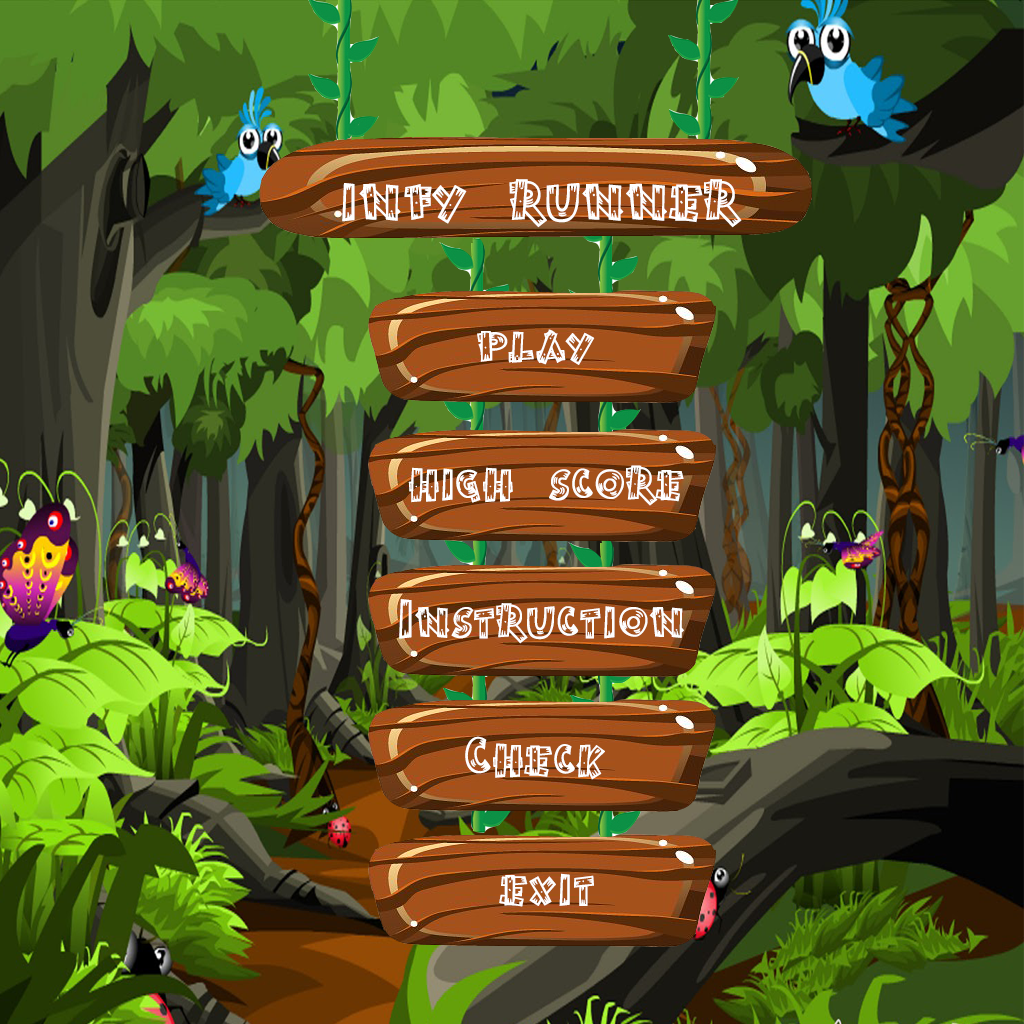 INFY RUNNER
PLAY
HIGH SCORE
INSTRUCTION
CHECK
EXIT